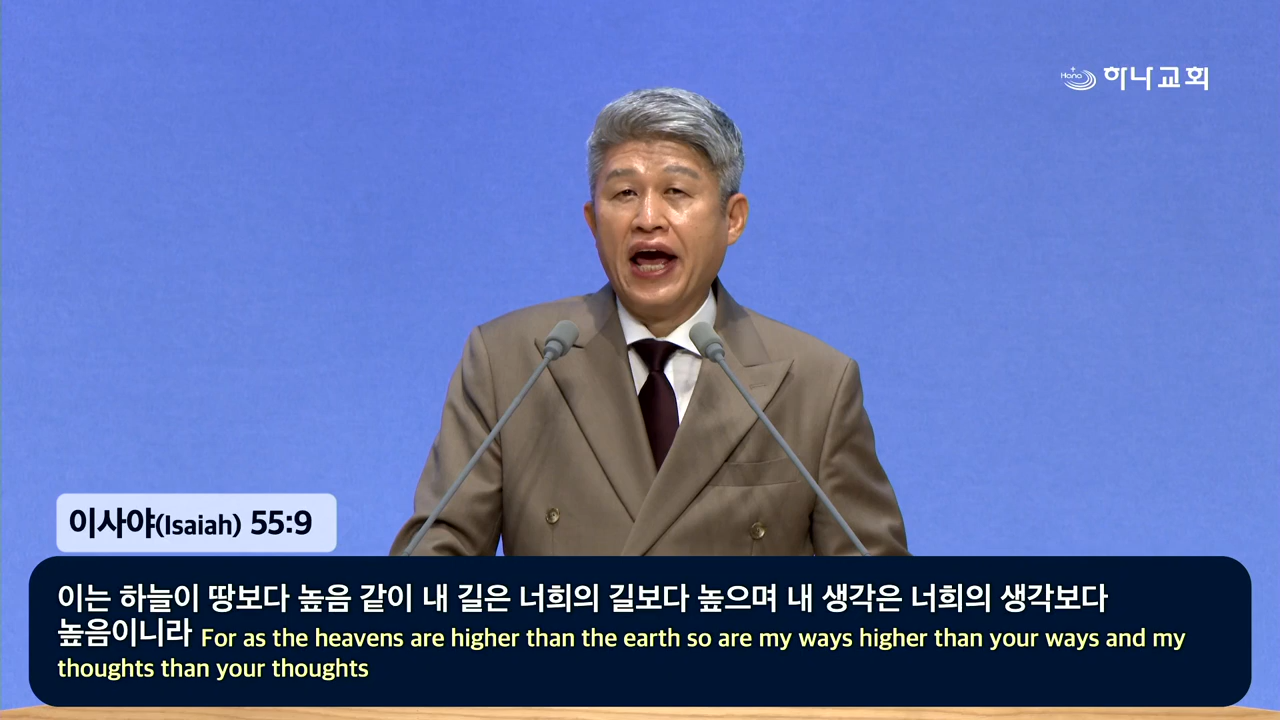 Hana 하나교회
이사야(Isaiah) 55:9
이는 하늘이 땅보다 높음 같이 내 길은 너희의 길보다 높으며 내 생각은 너희의 생각보다
높음이니라 For as the heavens are higher than the earth so are my ways higher than your ways and my
thoughts than your thoughts